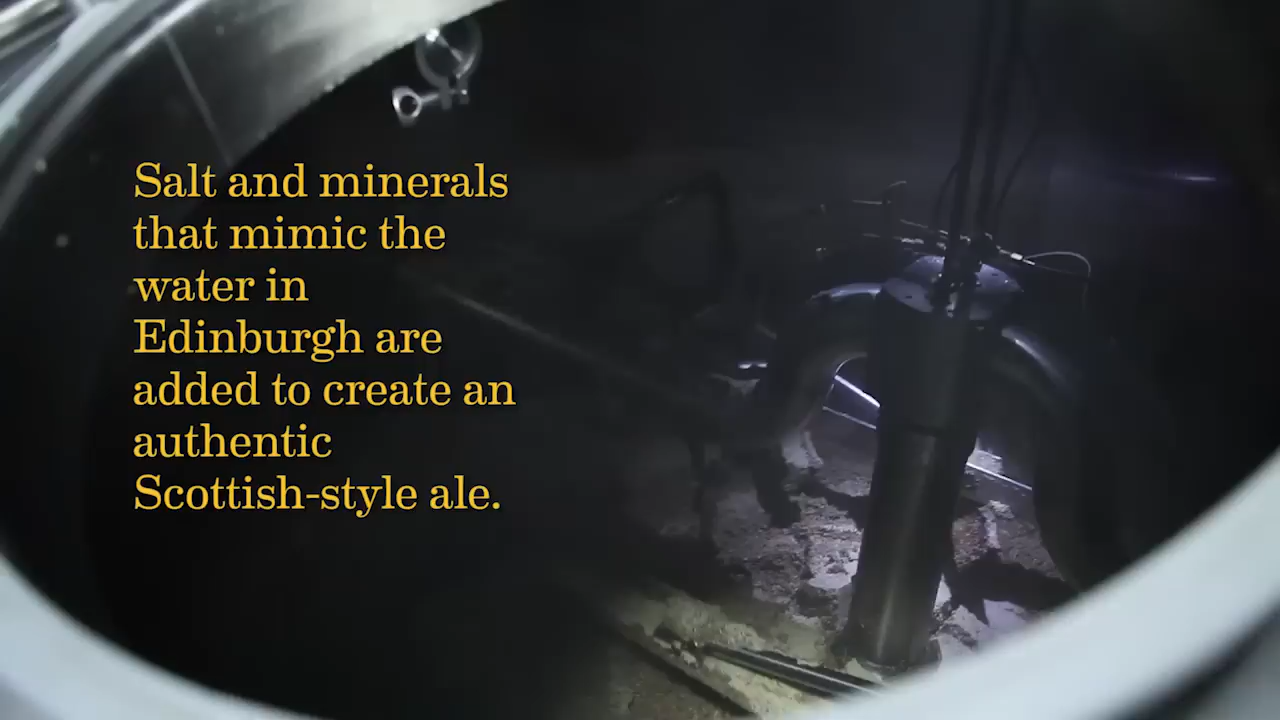 Salt and minerals
that mimic the
water in
Edinburgh are
added to create an
authentic
Scottish-style ale.